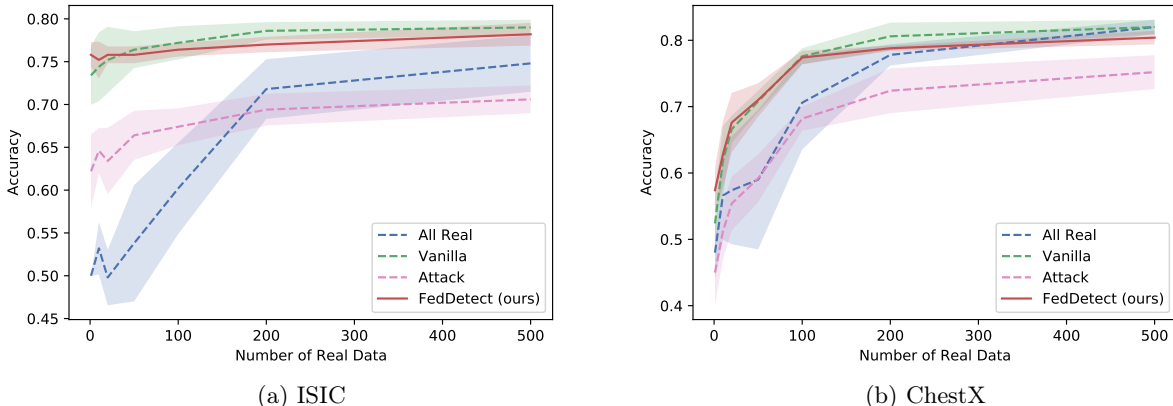 0.80
0.75
0.70
0.65
0.60
0.55
0.50
0.45
Accuracy
0 100 200 300 400 500
Number of Real Data
All Real
Vanilla
Attack
FedDetect (ours)
(a) ISIC
0.8
0.7
0.6
0.5
0.4
Accuracy
0 100 200 300 400 500
Number of Real Data
All Real
Vanilla
Attack
FedDetect (ours)
(b) ChestX